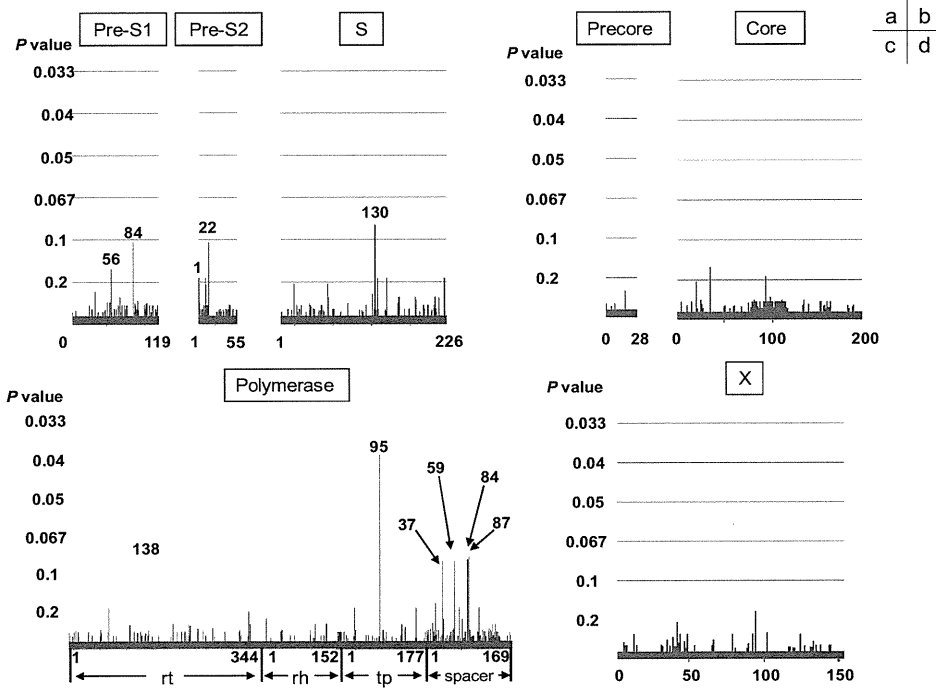 Pre-S1 Pre-S2 S
P value
0.033
0.04
0.05
0.067
0.1
0.2
56 84
1 22
130
0 119 1 55 1 226
Precore Core
0.033
0.04
0.05
0.067
0.1
0.2
0 28 0 100 200
a b
c d
Polymerase
P value
0.033
0.04
0.05
0.067
0.1
0.2
138
95
37 59 84 87
1 344 1 152 1 177 1 169
rt rh tp spacer
X
P value
0.033
0.04
0.05
0.067
0.1
0.2
0 50 100 150